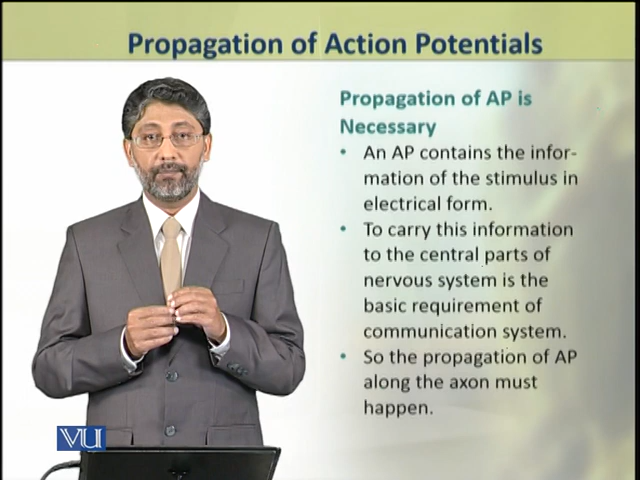 Propagation of Action Potentials
Propagation of AP is
Necessary
• An AP contains the infor-
mation of the stimulus in
electrical form.
• To carry this information
to the central parts of
nervous system is the
basic requirement of
communication system.
• So the propagation of AP
along the axon must
happen.
VU